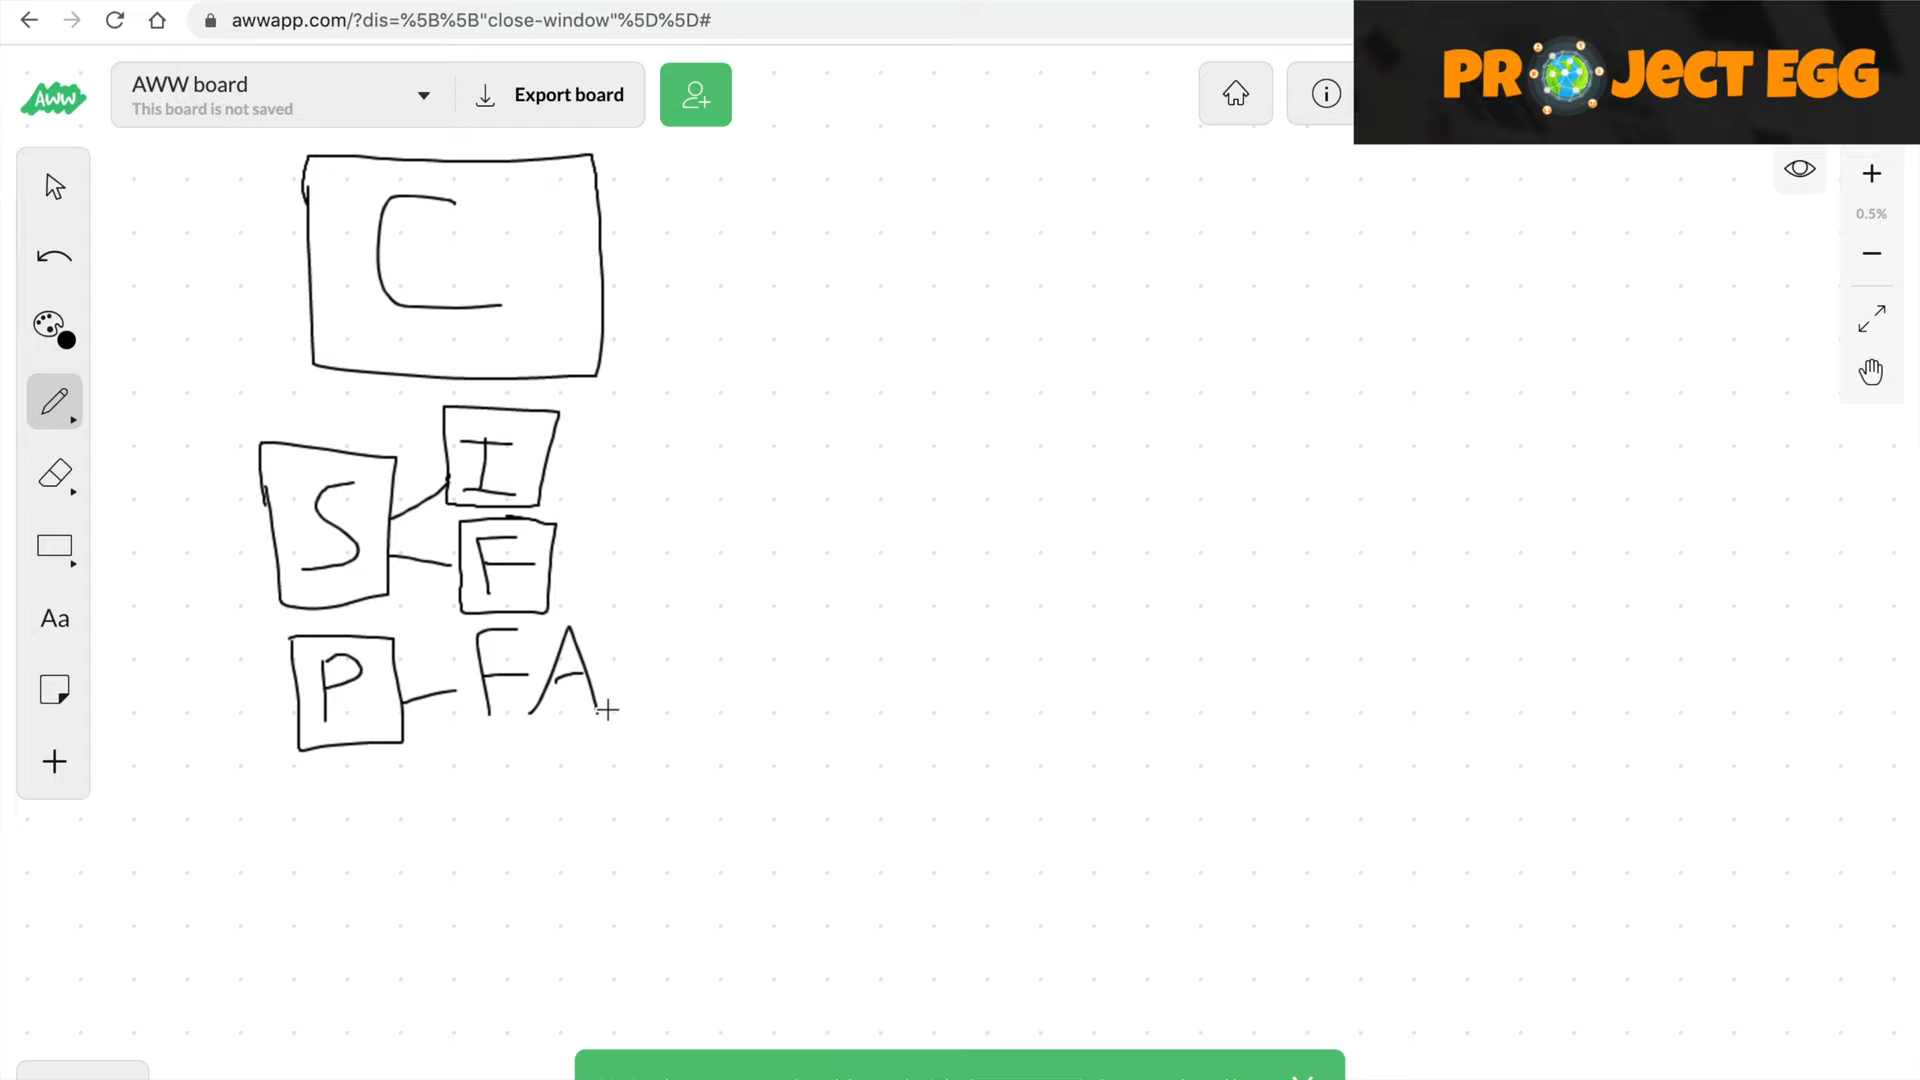 awwapp.com/?dis=%5B%5B"close-window"%5D%5D#
PROJECT EGG
AWW
AWW board
This board is not saved
Export board
0.5%
C
I
S
F
P
FA
Aa